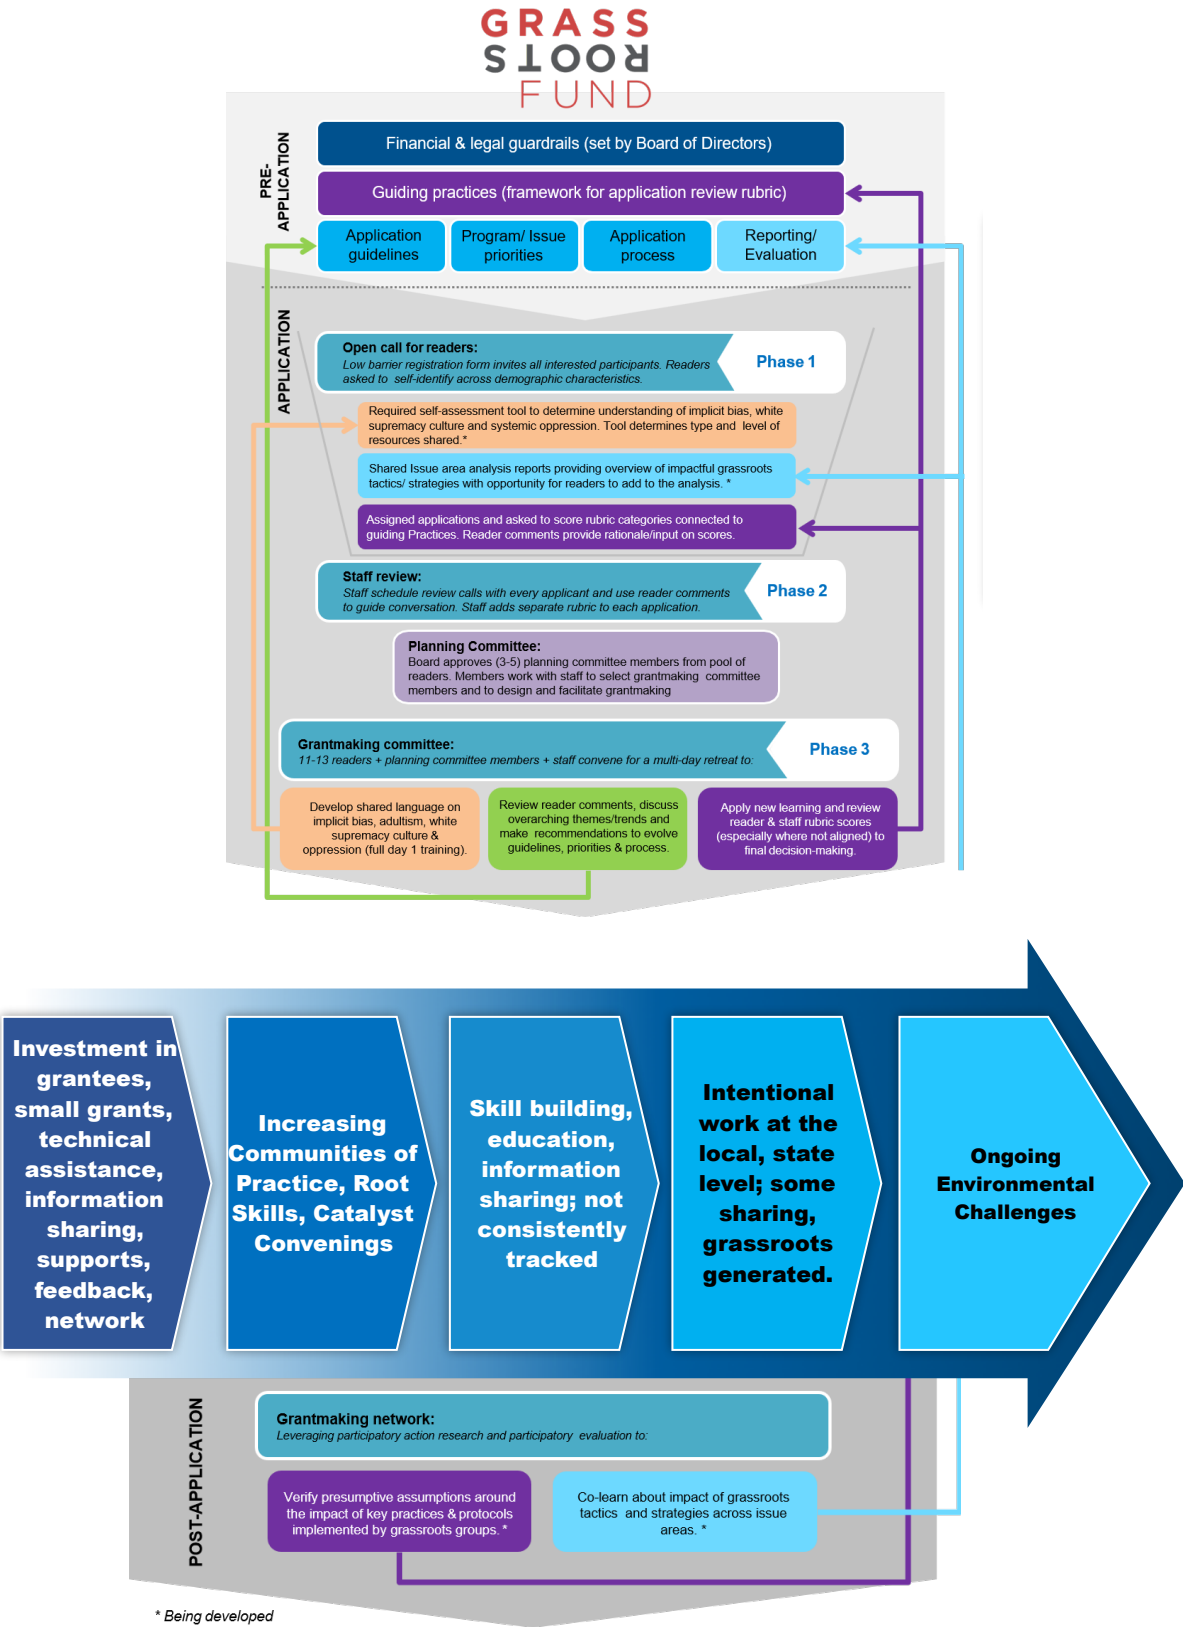 GRASS
ROOTS
FUND
PRE-
APPLICATION
Financial & legal guardrails (set by Board of Directors)
Guiding practices (framework for application review rubric)
Application
guidelines
Program/ Issue
priorities
Application
process
Reporting/
Evaluation
APPLICATION
Open call for readers:
Low barrier registration form invites all interested participants. Readers
asked to self-identify across demographic characteristics.
Phase 1
Required self-assessment tool to determine understanding of implicit bias, white
supremacy culture and systemic oppression. Tool determines type and level of
resources shared.*
Shared Issue area analysis reports providing overview of impactful grassroots
tactics/ strategies with opportunity for readers to add to the analysis. *
Assigned applications and asked to score rubric categories connected to
guiding Practices. Reader comments provide rationale/input on scores.
Staff review:
Staff schedule review calls with every applicant and use reader comments
to guide conversation. Staff adds separate rubric to each application.
Phase 2
Planning Committee:
Board approves (3-5) planning committee members from pool of
readers. Members work with staff to select grantmaking committee
members and to design and facilitate grantmaking
Grantmaking committee:
11-13 readers + planning committee members + staff convene for a multi-day retreat to:
Phase 3
Develop shared language on
implicit bias, adultism, white
supremacy culture &
oppression (full day 1 training).
Review reader comments, discuss
overarching themes/trends and
make recommendations to evolve
guidelines, priorities & process.
Apply new learning and review
reader & staff rubric scores
(especially where not aligned) to
final decision-making.
Investment in
grantees,
small grants,
technical
assistance,
information
sharing,
supports,
feedback,
network
Increasing
Communities of
Practice, Root
Skills, Catalyst
Convenings
Skill building,
education,
information
sharing; not
consistently
tracked
Intentional
work at the
local, state
level; some
sharing,
grassroots
generated.
Ongoing
Environmental
Challenges
POST-APPLICATION
Grantmaking network:
Leveraging participatory action research and participatory evaluation to:
Verify presumptive assumptions around
the impact of key practices & protocols
implemented by grassroots groups. *
Co-learn about impact of grassroots
tactics and strategies across issue
areas. *
* Being developed